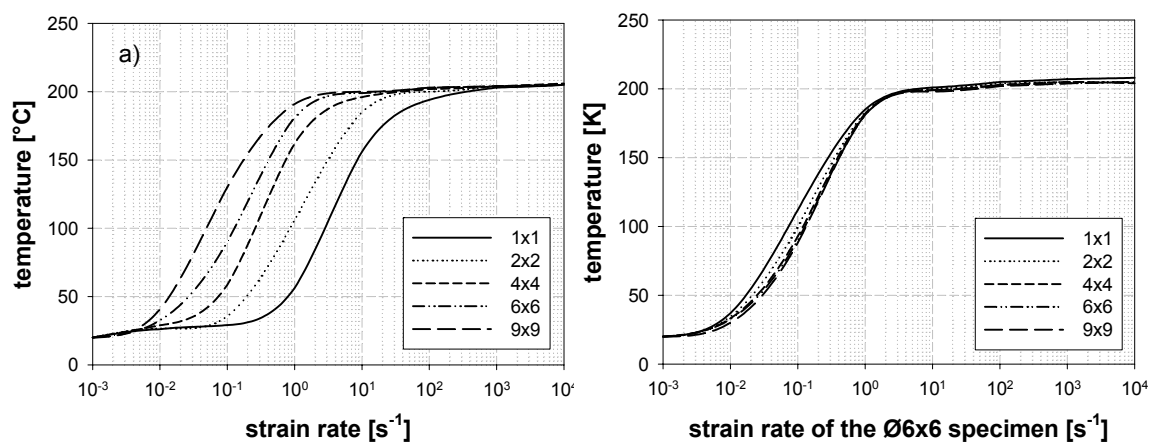 a)
temperature [°C]
250
200
150
100
50
0
1x1
2x2
4x4
6x6
9x9
10⁻³ 10⁻² 10⁻¹ 10⁰ 10¹ 10² 10³ 10⁴
strain rate [s⁻¹]
temperature [K]
250
200
150
100
50
0
1x1
2x2
4x4
6x6
9x9
10⁻³ 10⁻² 10⁻¹ 10⁰ 10¹ 10² 10³ 10⁴
strain rate of the Ø6x6 specimen [s⁻¹]